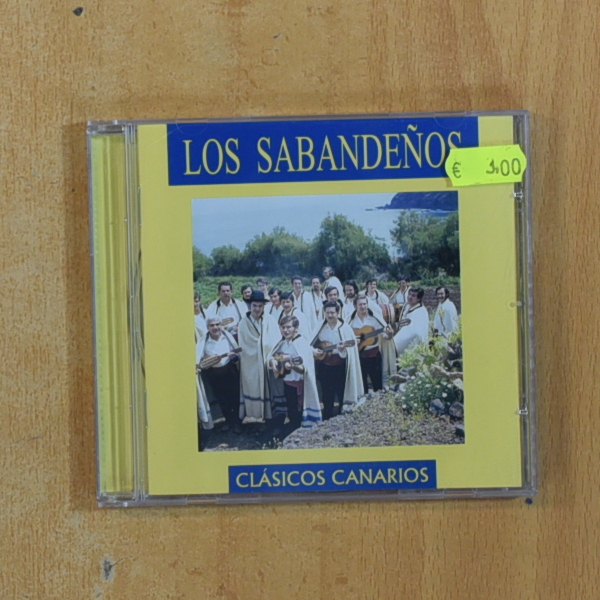 LOS SABANDEÑOS
€ 3,00
CLÁSICOS CANARIOS